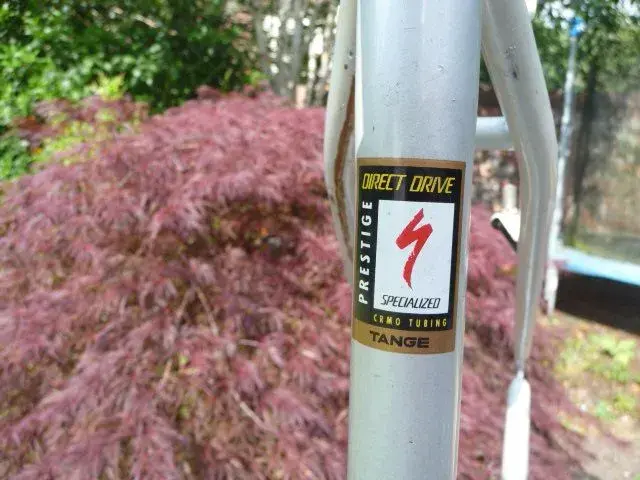 DIRECT DRIVE
PRESTIGE
SPECIALIZED
CRMO TUBING
TANGE